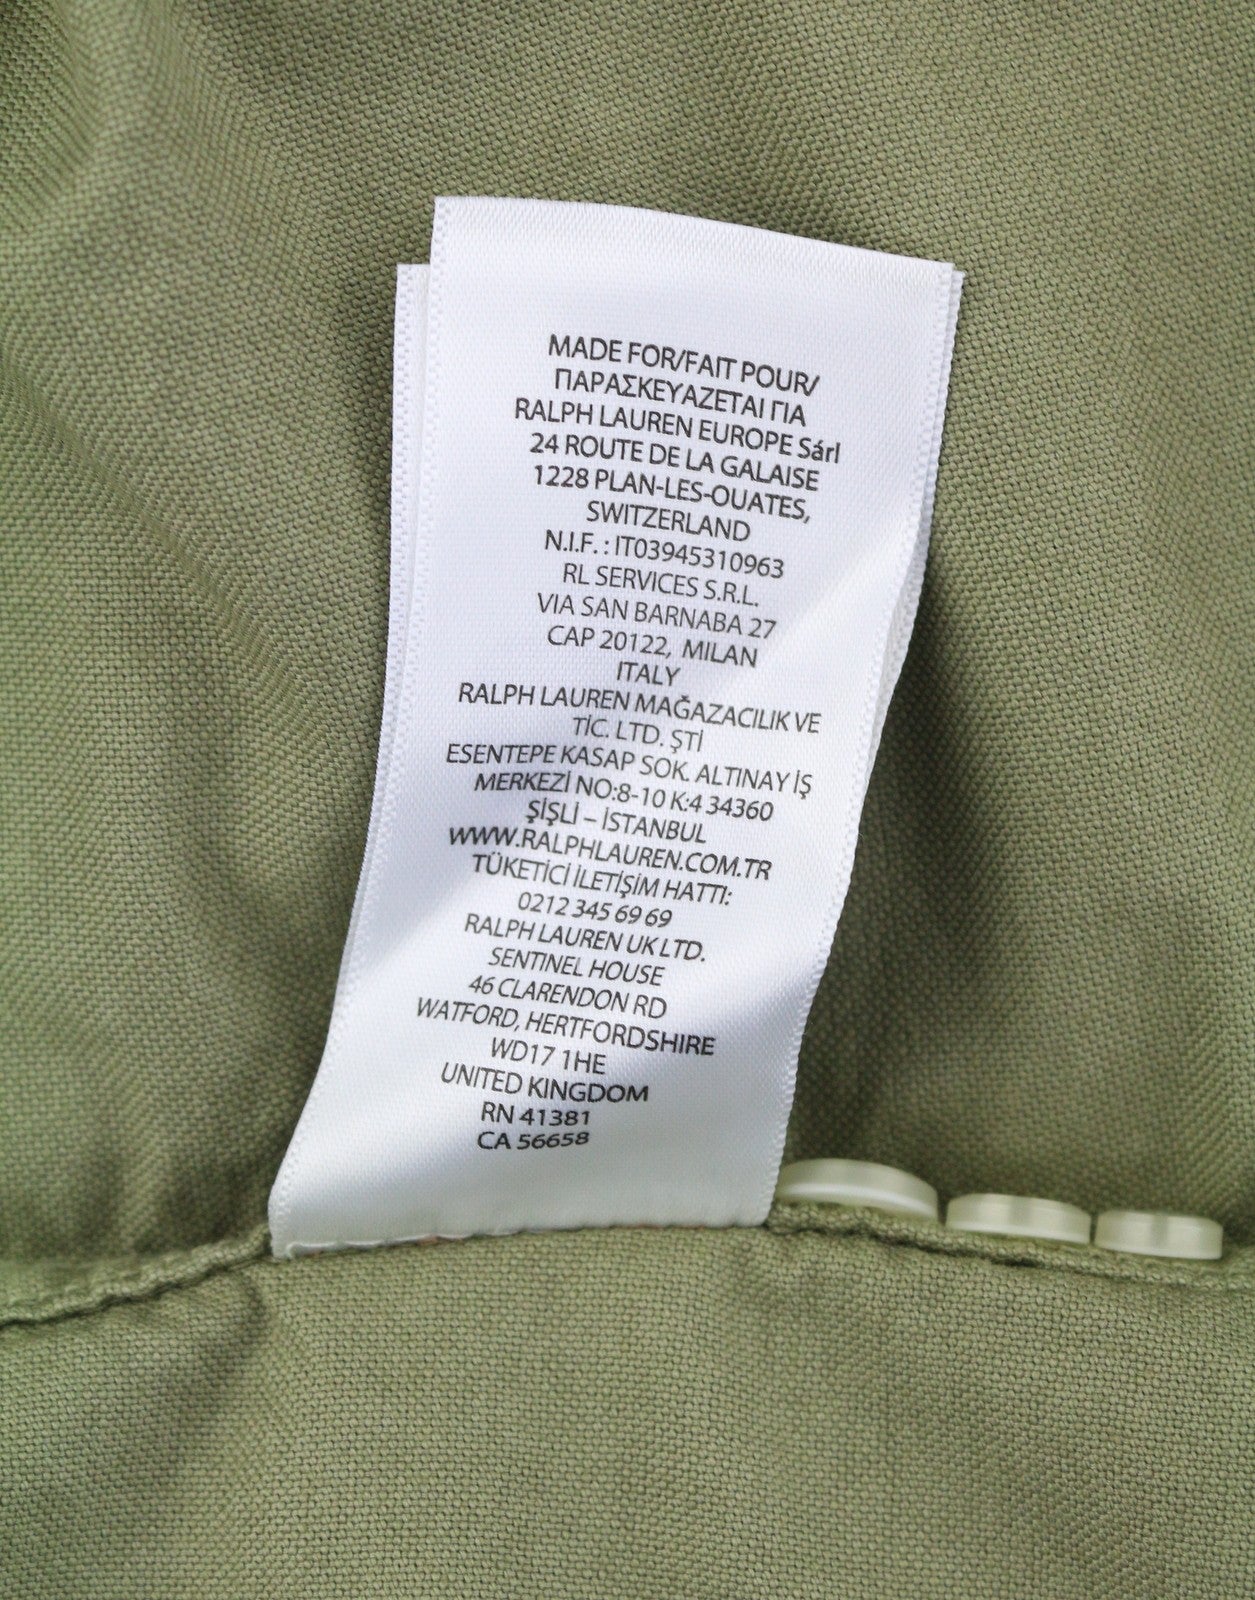 MADE FOR/FAIT POUR/
ΠΑΡΑΣΚΕΥΑΖΕΤΑΙ ΓΙΑ
RALPH LAUREN EUROPE Sárl
24 ROUTE DE LA GALAISE
1228 PLAN-LES-OUATES,
SWITZERLAND
N.I.F. : IT03945310963
RL SERVICES S.R.L.
VIA SAN BARNABA 27
CAP 20122, MILAN
ITALY
RALPH LAUREN MAĞAZACILIK VE
TİC. LTD. ŞTİ
ESENTEPE KASAP SOK. ALTINAY İŞ
MERKEZİ NO:8-10 K:4 34360
ŞİŞLİ – İSTANBUL
WWW.RALPHLAUREN.COM.TR
TÜKETİCİ İLETİŞİM HATTI:
0212 345 69 69
RALPH LAUREN UK LTD.
SENTINEL HOUSE
46 CLARENDON RD
WATFORD, HERTFORDSHIRE
WD17 1HE
UNITED KINGDOM
RN 41381
CA 56658